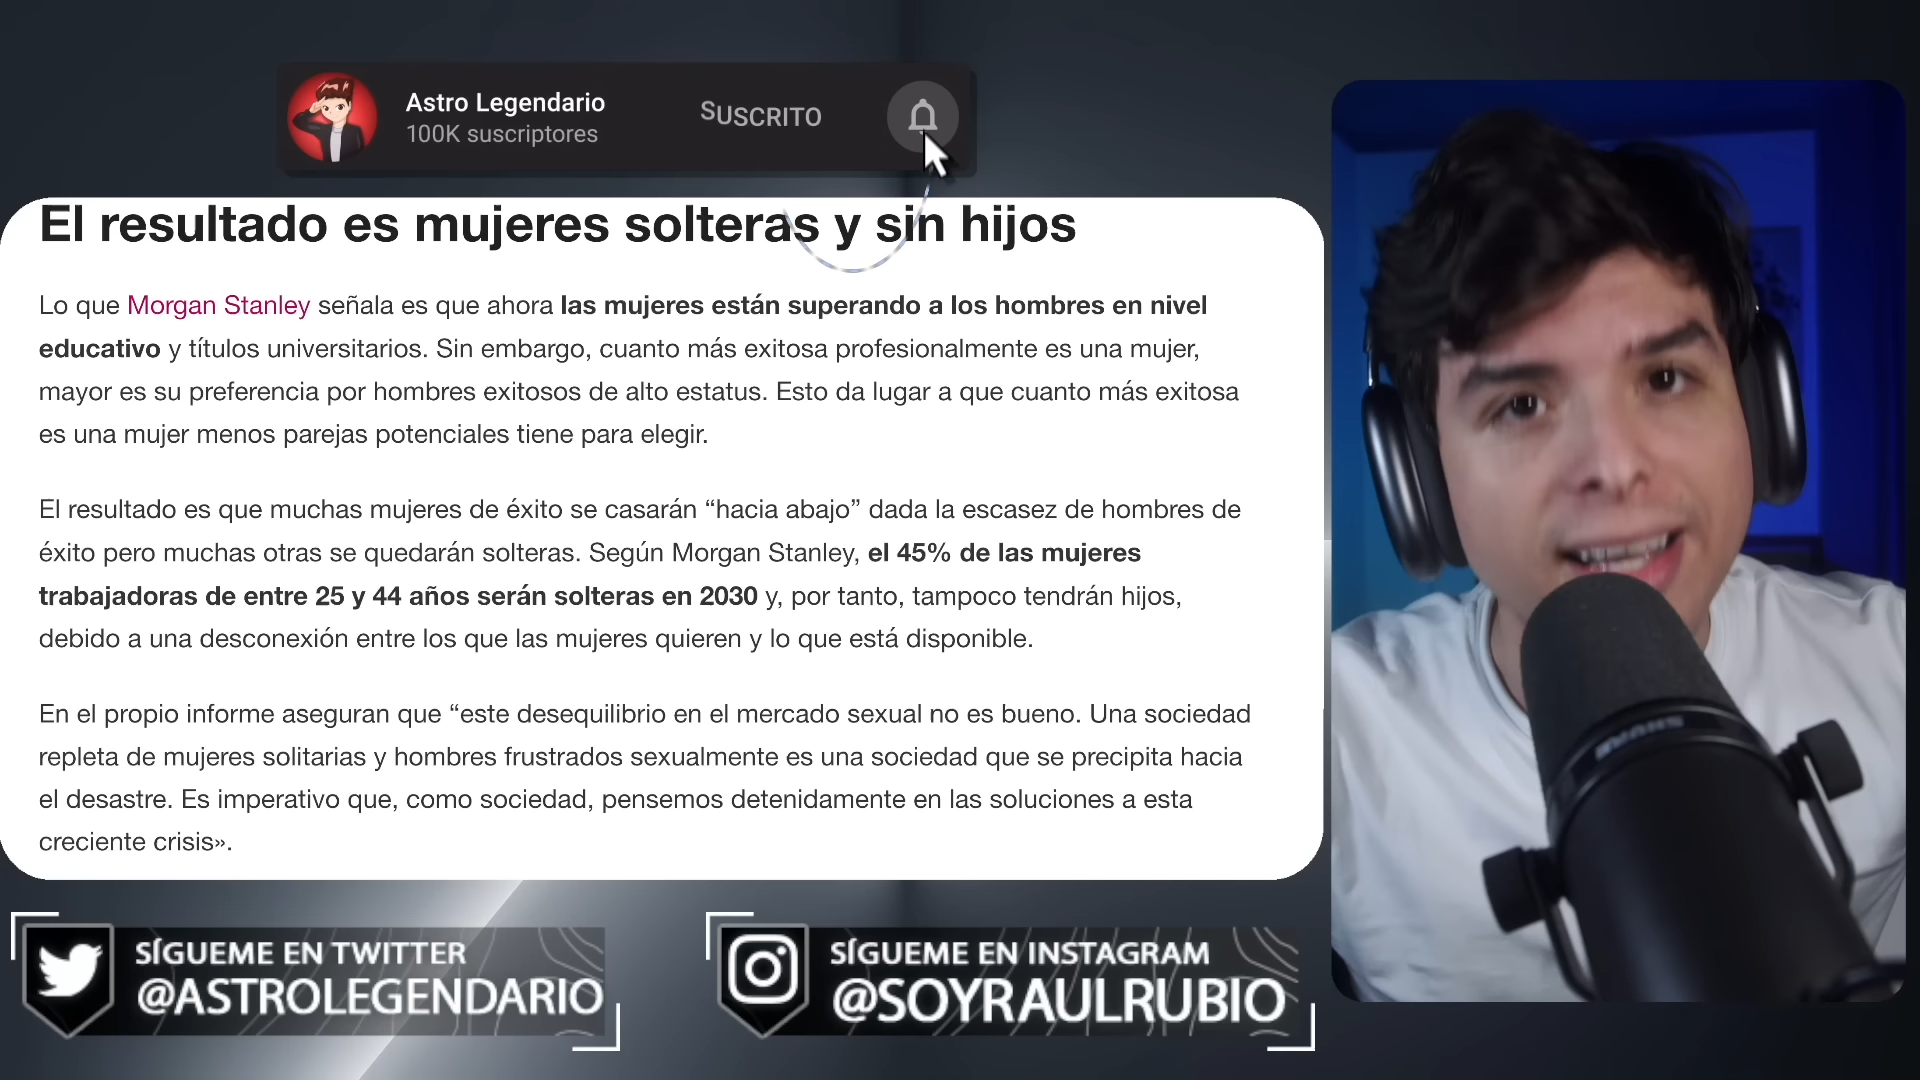 Astro Legendario
100K suscriptores
SUSCRITO
El resultado es mujeres solteras y sin hijos
Lo que Morgan Stanley señala es que ahora las mujeres están superando a los hombres en nivel
educativo y títulos universitarios. Sin embargo, cuanto más exitosa profesionalmente es una mujer,
mayor es su preferencia por hombres exitosos de alto estatus. Esto da lugar a que cuanto más exitosa
es una mujer menos parejas potenciales tiene para elegir.
El resultado es que muchas mujeres de éxito se casarán “hacia abajo” dada la escasez de hombres de
éxito pero muchas otras se quedarán solteras. Según Morgan Stanley, el 45% de las mujeres
trabajadoras de entre 25 y 44 años serán solteras en 2030 y, por tanto, tampoco tendrán hijos,
debido a una desconexión entre los que las mujeres quieren y lo que está disponible.
En el propio informe aseguran que “este desequilibrio en el mercado sexual no es bueno. Una sociedad
repleta de mujeres solitarias y hombres frustrados sexualmente es una sociedad que se precipita hacia
el desastre. Es imperativo que, como sociedad, pensemos detenidamente en las soluciones a esta
creciente crisis».
SÍGUEME EN TWITTER
@ASTROLEGENDARIO
SÍGUEME EN INSTAGRAM
@SOYRAULRUBIO